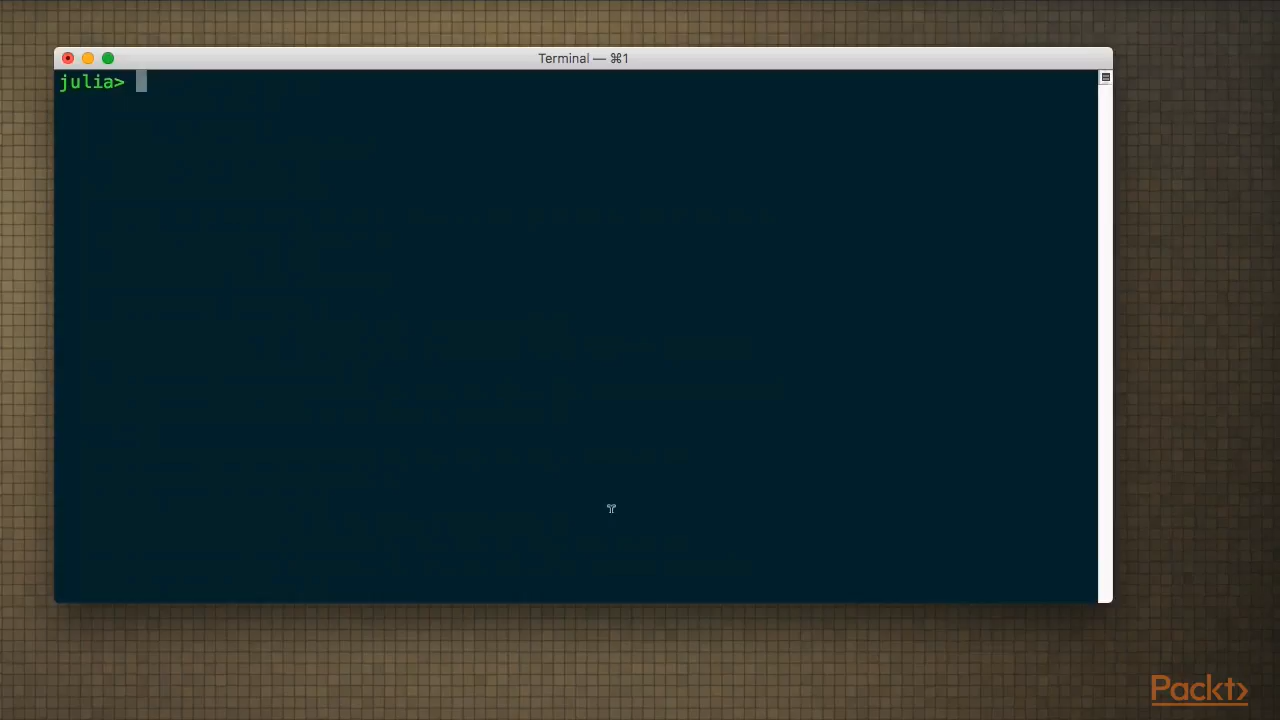 Terminal — ⌘1
julia>
Packt>